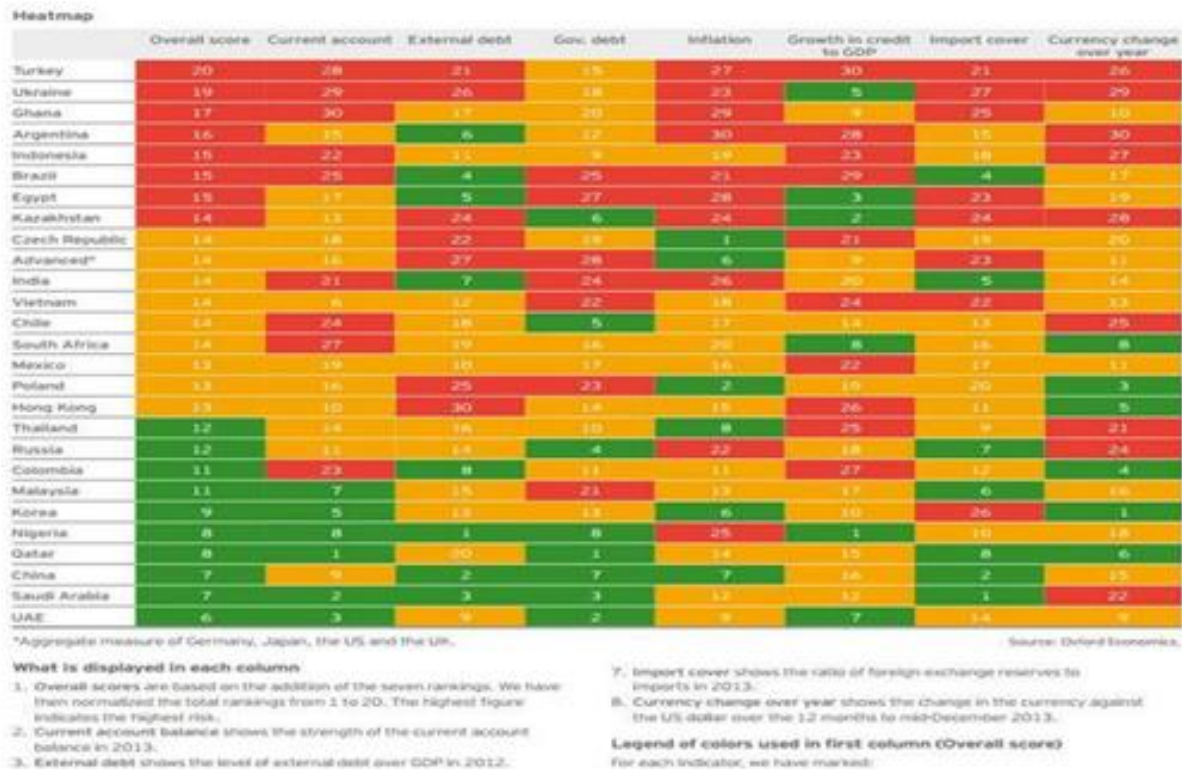 Heatmap
Overall score Current account External debt Gov. debt Inflation Growth in credit to GDP Import cover Currency change over year
Turkey 20 28 21 15 27 30 21 26
Ukraine 19 29 26 18 23 5 27 29
Ghana 17 30 17 20 29 9 25 10
Argentina 16 15 6 12 30 28 15 30
Indonesia 15 22 11 9 19 23 18 27
Brazil 15 25 4 25 21 29 4 17
Egypt 15 17 5 27 28 3 23 19
Kazakhstan 14 13 24 6 24 2 24 28
Czech Republic 14 18 22 19 1 21 19 20
Advanced* 14 16 27 28 6 9 23 11
India 14 21 7 24 26 20 5 14
Vietnam 14 6 12 22 18 24 22 13
Chile 14 24 18 5 17 14 13 25
South Africa 14 27 19 16 20 8 16 8
Mexico 13 19 10 17 16 22 17 11
Poland 13 16 25 23 2 19 20 3
Hong Kong 13 10 30 14 15 26 11 5
Thailand 12 14 16 10 8 25 9 21
Russia 12 11 14 4 22 18 7 24
Colombia 11 23 8 11 11 27 12 4
Malaysia 11 7 15 21 13 17 6 16
Korea 9 5 13 13 6 10 26 1
Nigeria 8 8 1 8 25 1 10 18
Qatar 8 1 20 1 14 15 8 6
China 7 9 2 7 7 16 2 15
Saudi Arabia 7 2 3 3 12 12 1 22
UAE 6 3 9 2 9 7 14 9
*Aggregate measure of Germany, Japan, the US and the UK.
Source: Oxford Economics.
What is displayed in each column
1. Overall scores are based on the addition of the seven rankings. We have
then normalized the total rankings from 1 to 20. The highest figure
indicates the highest risk.
2. Current account balance shows the strength of the current account
balance in 2013.
3. External debt shows the level of external debt over GDP in 2012.
7. Import cover shows the ratio of foreign exchange reserves to
imports in 2013.
8. Currency change over year shows the change in the currency against
the US dollar over the 12 months to mid-December 2013.
Legend of colors used in first column (Overall score)
For each indicator, we have marked: